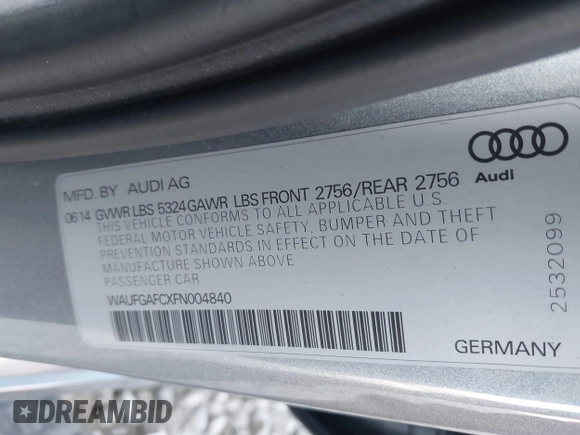 MFD. BY AUDI AG
0614 GVWR LBS 5324 GAWR LBS FRONT 2756/REAR 2756
THIS VEHICLE CONFORMS TO ALL APPLICABLE U.S.
FEDERAL MOTOR VEHICLE SAFETY, BUMPER AND THEFT
PREVENTION STANDARDS IN EFFECT ON THE DATE OF
MANUFACTURE SHOWN ABOVE
PASSENGER CAR
WAUFGAFCXFN004840
Audi
2532099
GERMANY
DREAMBID